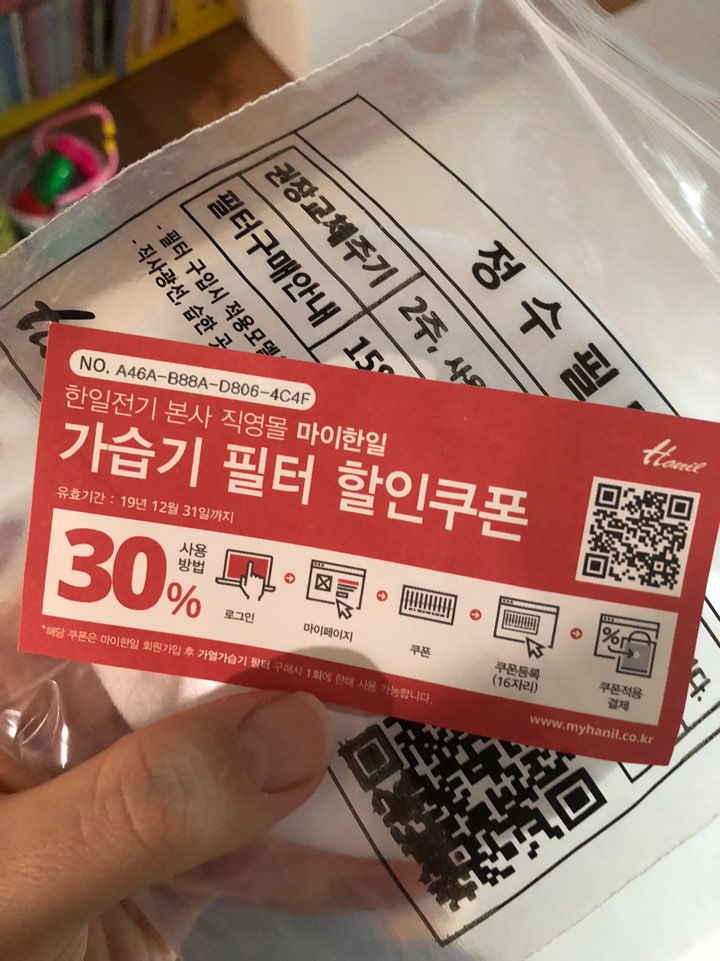 정 수 필
권장교체주기
2주, 사용
필터구매안내
- 필터 구입시 적용모델
- 직사광선, 습한 곳
NO. A46A-B88A-D806-4C4F
한일전기 본사 직영몰 마이한일
가습기 필터 할인쿠폰
Hanil
유효기간 : 19년 12월 31일까지
30%
사용
방법
로그인
마이페이지
쿠폰
쿠폰등록
(16자리)
쿠폰적용
결제
*해당 쿠폰은 마이한일 회원가입 후 가열가습기 필터 구매시 1회에 한해 사용 가능합니다.
www.myhanil.co.kr